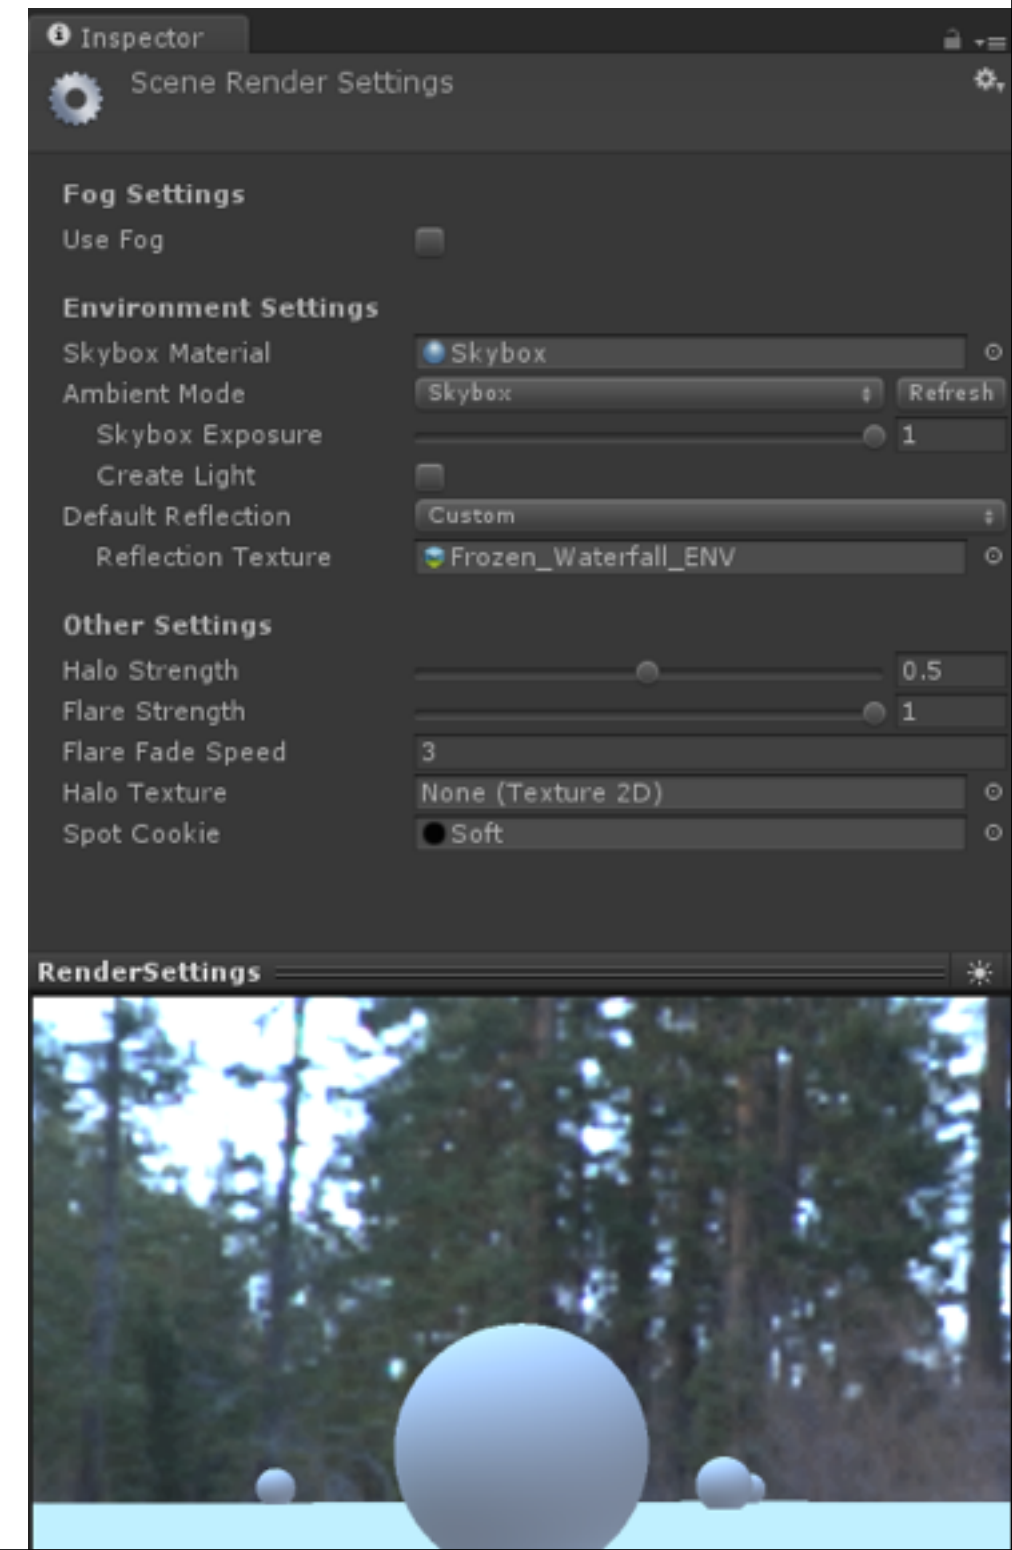 Inspector
Scene Render Settings
Fog Settings
Use Fog
Environment Settings
Skybox Material Skybox
Ambient Mode Skybox Refresh
Skybox Exposure 1
Create Light
Default Reflection Custom
Reflection Texture Frozen_Waterfall_ENV
Other Settings
Halo Strength 0.5
Flare Strength 1
Flare Fade Speed 3
Halo Texture None (Texture 2D)
Spot Cookie Soft
RenderSettings